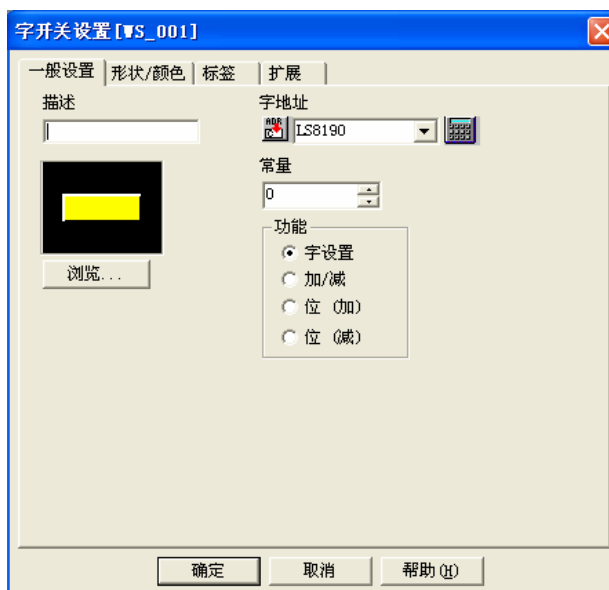 字开关设置[WS_001]
一般设置 形状/颜色 标签 扩展
描述
字地址
ADR
LS8190
常量
0
功能
字设置
加/减
位 (加)
位 (减)
浏览...
确定 取消 帮助(H)